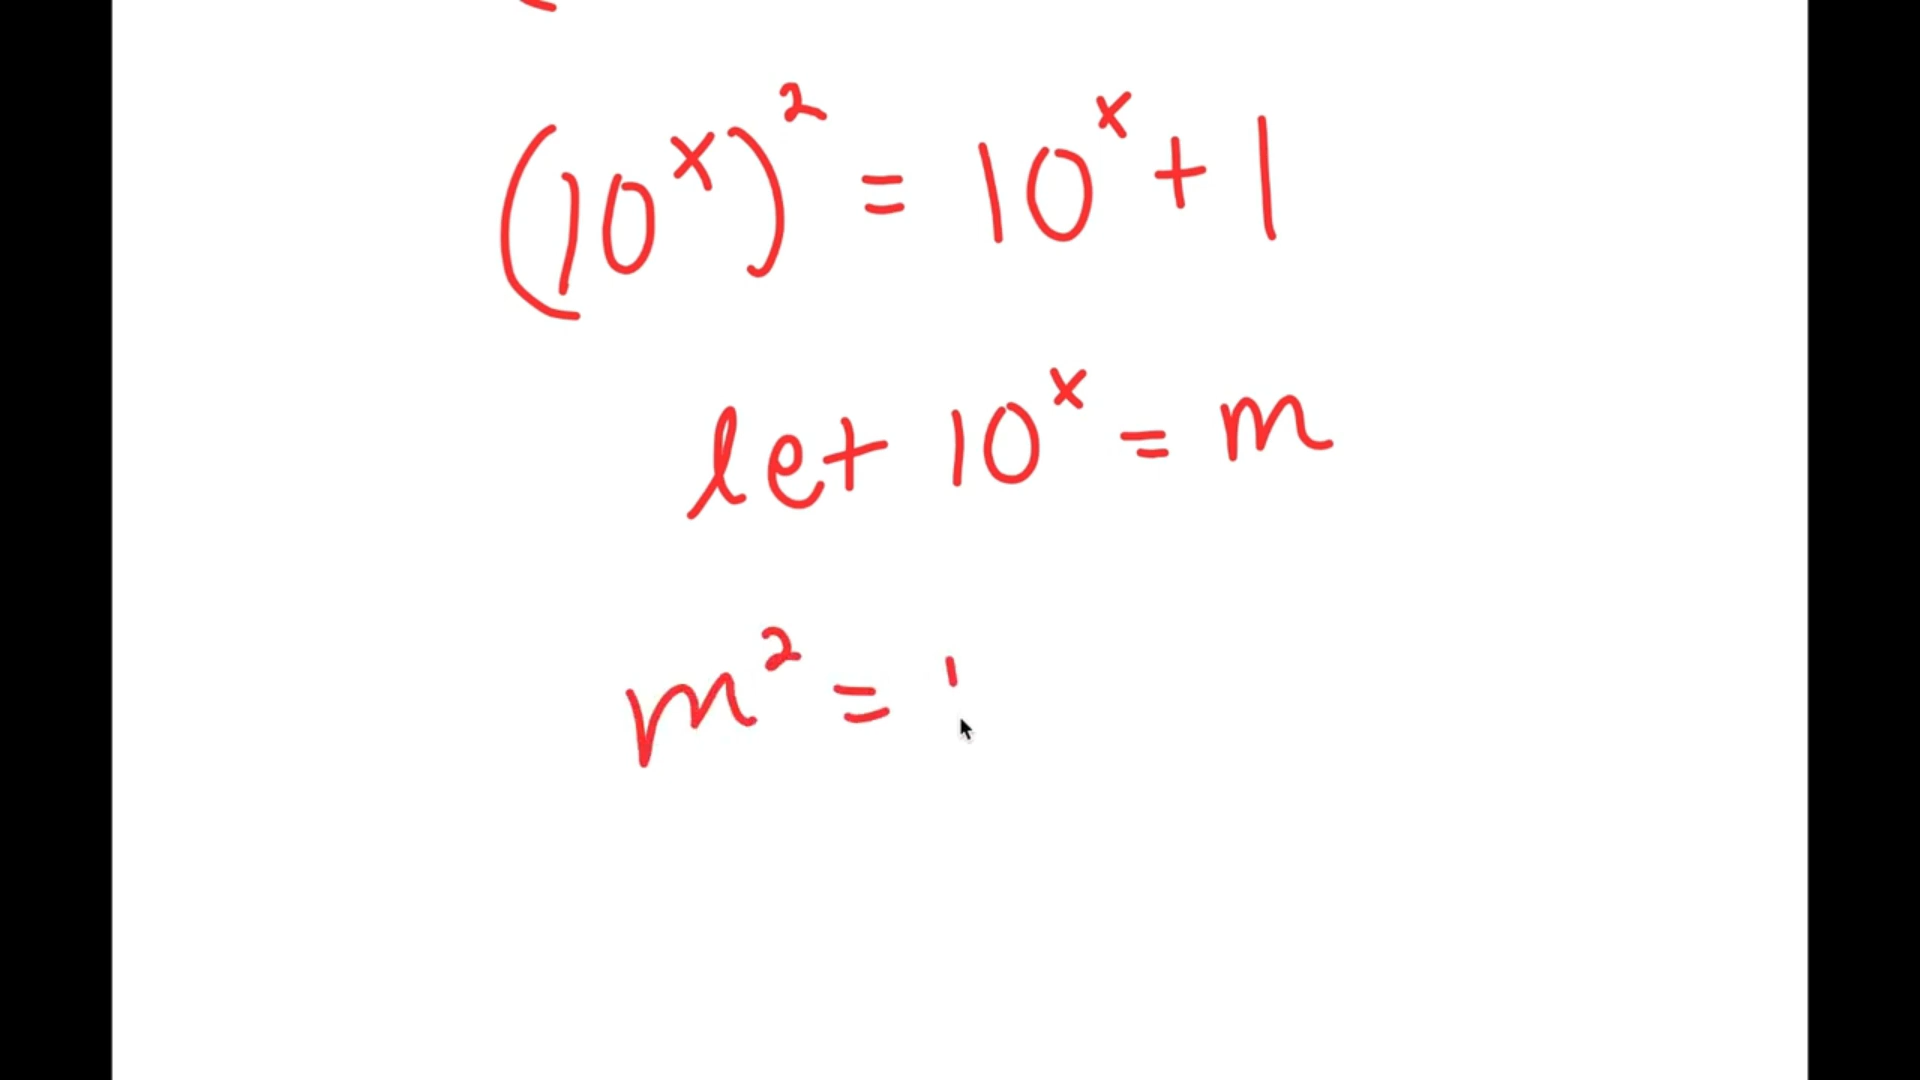 (10^x)^2 = 10^x + 1
let 10^x = m
m^2 =